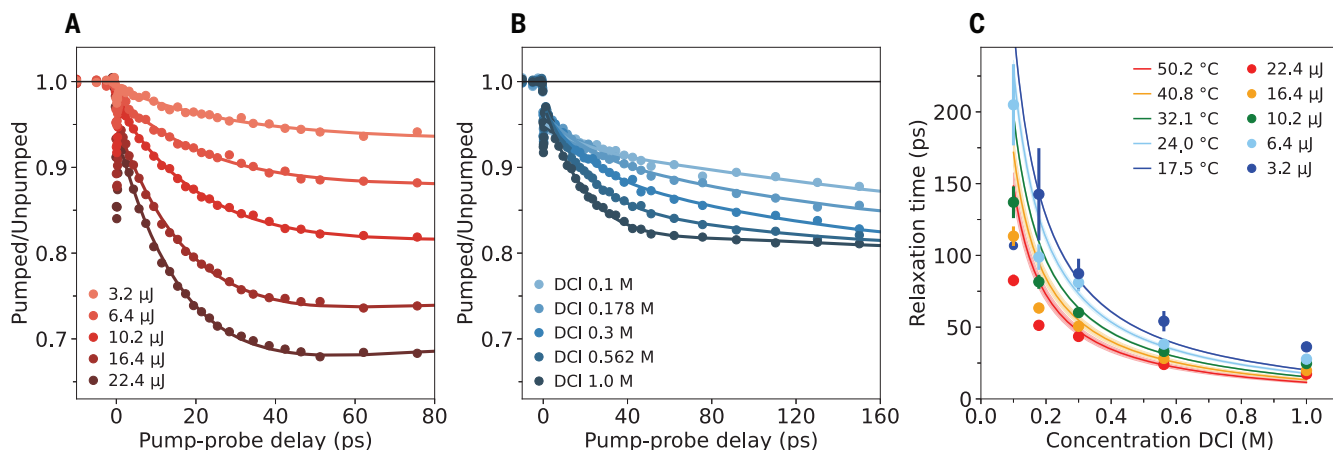 A
Pumped/Unpumped
1.0
0.9
0.8
0.7
3.2 µJ
6.4 µJ
10.2 µJ
16.4 µJ
22.4 µJ
0 20 40 60 80
Pump-probe delay (ps)
B
Pumped/Unpumped
1.0
0.9
0.8
0.7
DCl 0.1 M
DCl 0.178 M
DCl 0.3 M
DCl 0.562 M
DCl 1.0 M
0 40 80 120 160
Pump-probe delay (ps)
C
Relaxation time (ps)
200
150
100
50
0
50.2 °C 22.4 µJ
40.8 °C 16.4 µJ
32.1 °C 10.2 µJ
24.0 °C 6.4 µJ
17.5 °C 3.2 µJ
0.0 0.2 0.4 0.6 0.8 1.0
Concentration DCl (M)